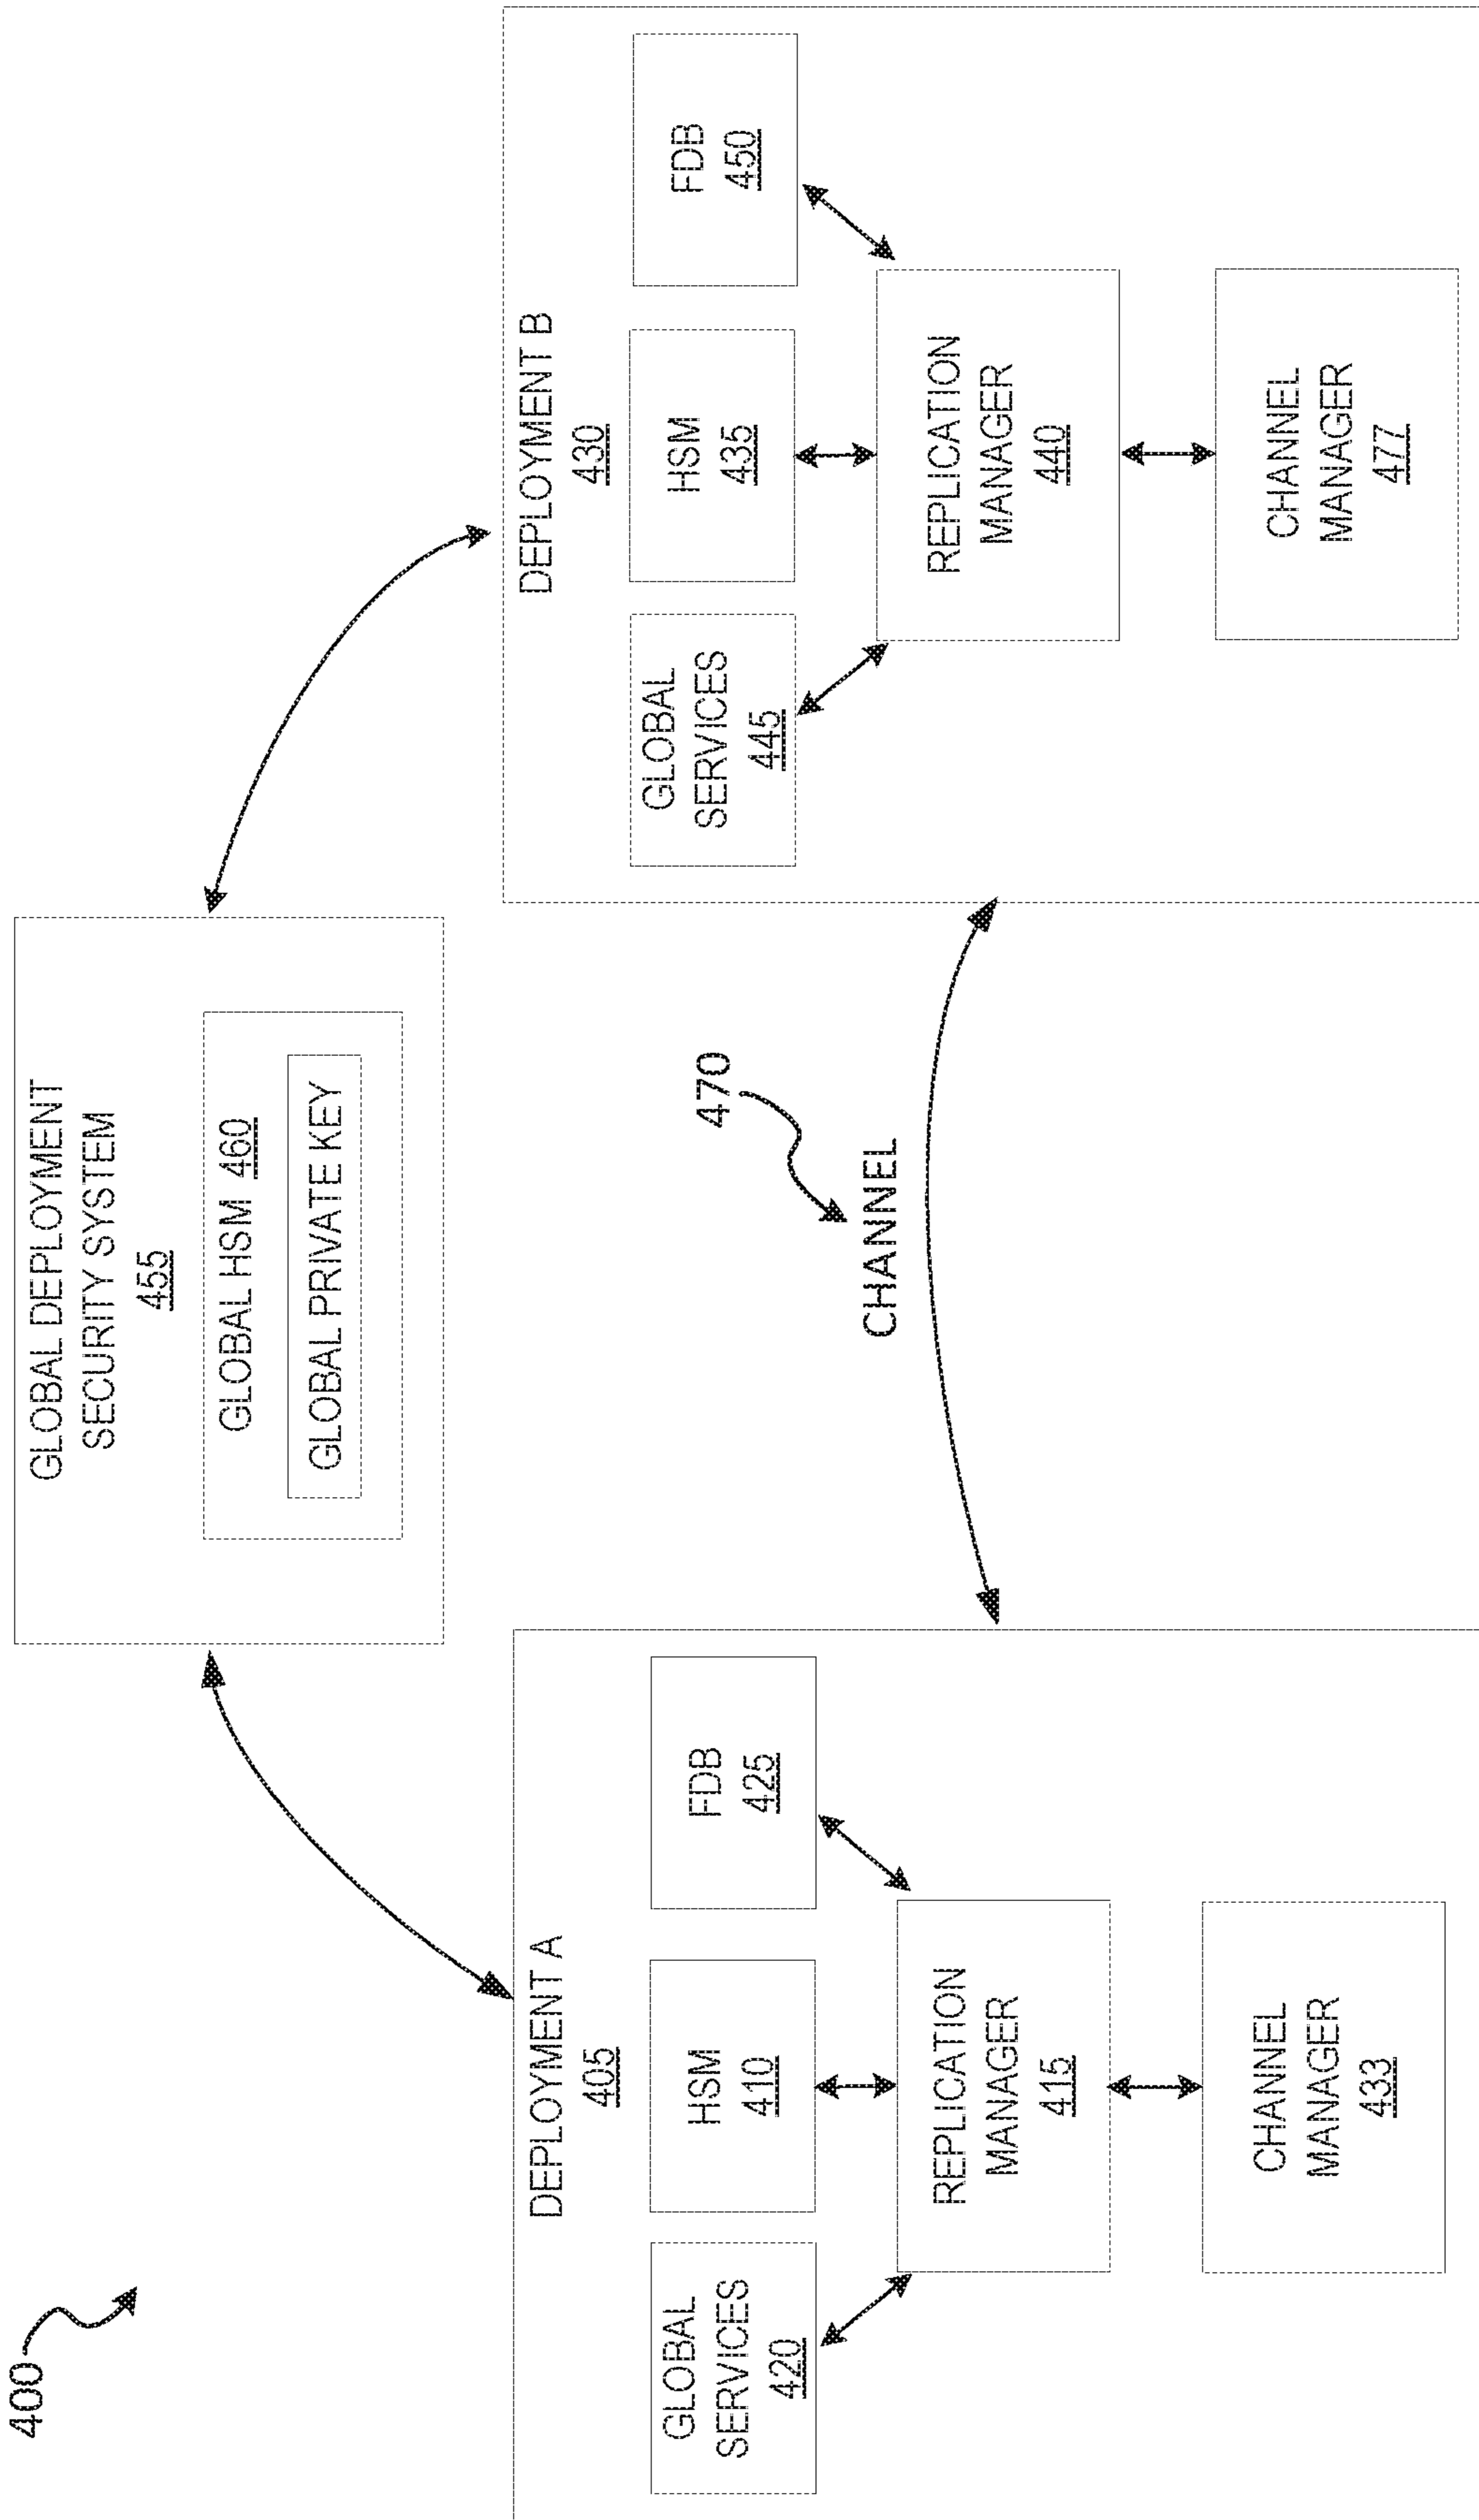 400
GLOBAL DEPLOYMENT
SECURITY SYSTEM
455
GLOBAL HSM 460
GLOBAL PRIVATE KEY
DEPLOYMENT A
405
GLOBAL
SERVICES
420
HSM
410
FDB
425
REPLICATION
MANAGER
415
CHANNEL
MANAGER
433
470
CHANNEL
DEPLOYMENT B
430
GLOBAL
SERVICES
445
HSM
435
FDB
450
REPLICATION
MANAGER
440
CHANNEL
MANAGER
477